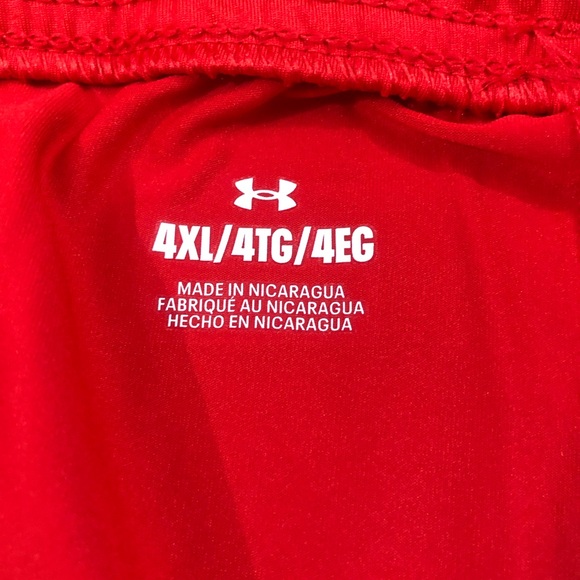 4XL/4TG/4EG
MADE IN NICARAGUA
FABRIQUÉ AU NICARAGUA
HECHO EN NICARAGUA